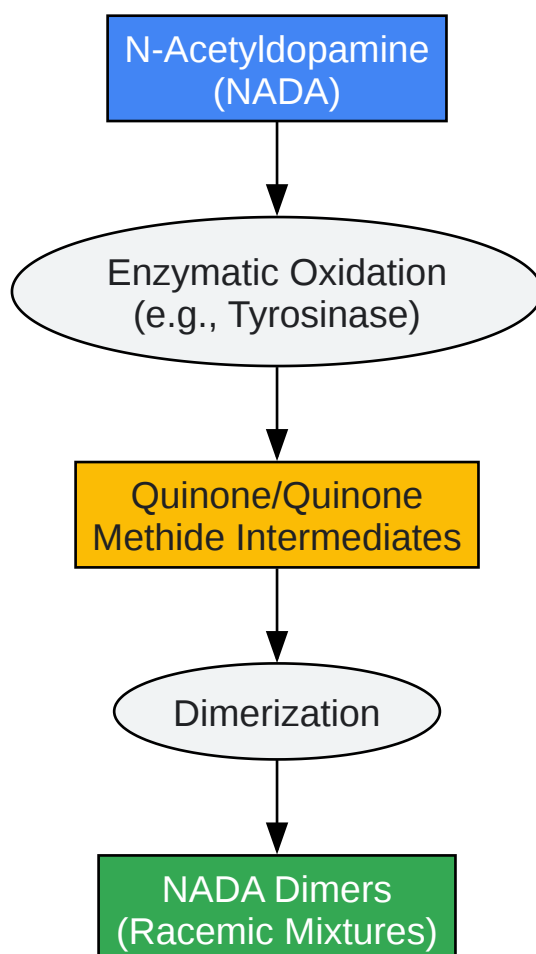 N-Acetyldopamine
(NADA)
Enzymatic Oxidation
(e.g., Tyrosinase)
Quinone/Quinone
Methide Intermediates
Dimerization
NADA Dimers
(Racemic Mixtures)